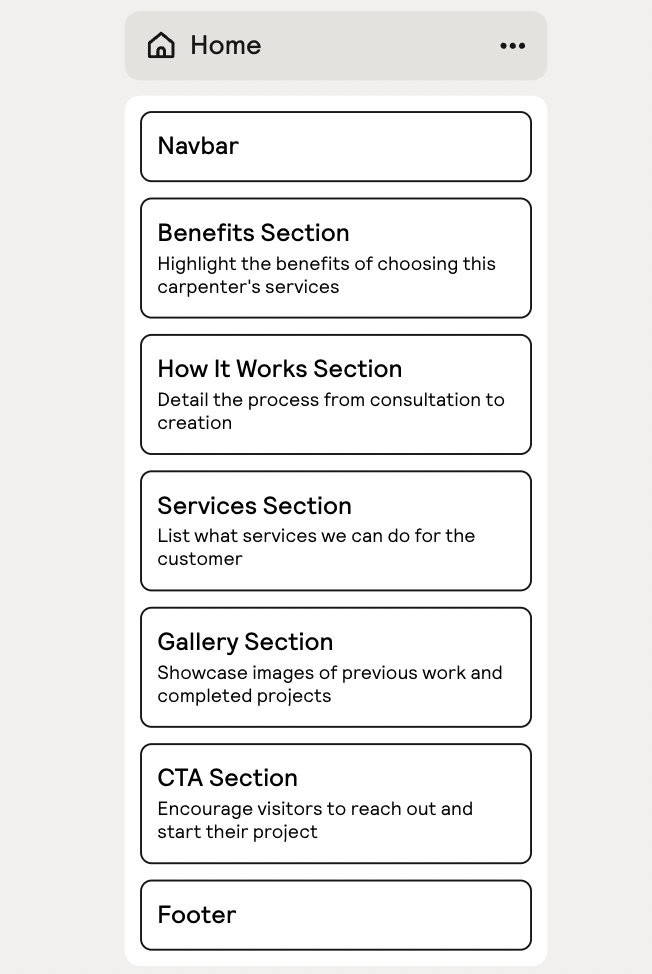 Home
Navbar
Benefits Section
Highlight the benefits of choosing this
carpenter's services
How It Works Section
Detail the process from consultation to
creation
Services Section
List what services we can do for the
customer
Gallery Section
Showcase images of previous work and
completed projects
CTA Section
Encourage visitors to reach out and
start their project
Footer